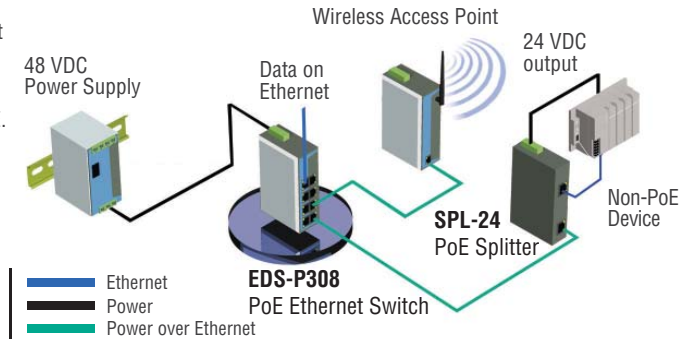 t
.
Wireless Access Point
48 VDC
Power Supply
Data on
Ethernet
24 VDC
output
Non-PoE
Device
SPL-24
PoE Splitter
EDS-P308
PoE Ethernet Switch
Ethernet
Power
Power over Ethernet